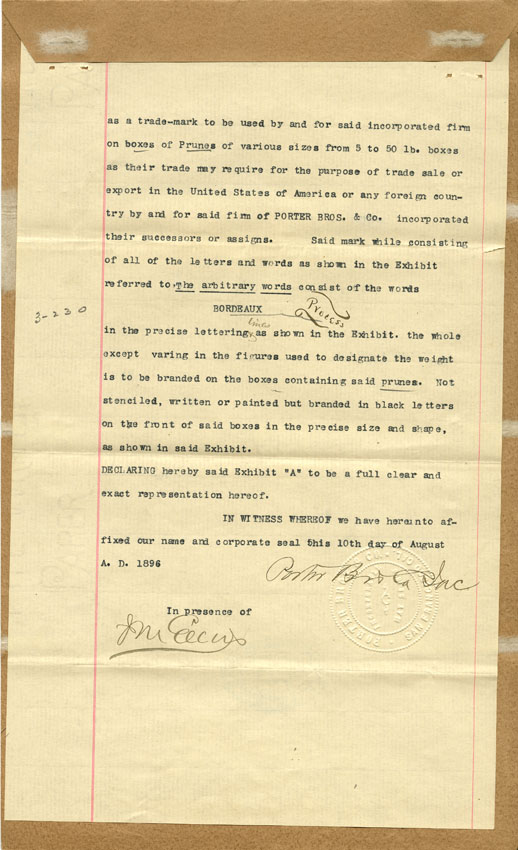 as a trade-mark to be used by and for said incorporated firm
on boxes of Prunes of various sizes from 5 to 50 lb. boxes
as their trade may require for the purpose of trade sale or
export in the United States of America or any foreign coun-
try by and for said firm of PORTER BROS. & Co. incorporated
their successors or assigns. Said mark while consisting
of all of the letters and words as shown in the Exhibit
referred to.The arbitrary words consist of the words
3-230
BORDEAUX Process
in the precise lettering as shown in the Exhibit. the whole
except varing in the figures used to designate the weight
is to be branded on the boxes containing said prunes. Not
stenciled, written or painted but branded in black letters
on the front of said boxes in the precise size and shape,
as shown in said Exhibit.
DECLARING hereby said Exhibit "A" to be a full clear and
exact representation hereof.
IN WITNESS WHEREOF we have hereunto af-
fixed our name and corporate seal this 10th day of August
A. D. 1896
Porter Bros Co Inc
In presence of